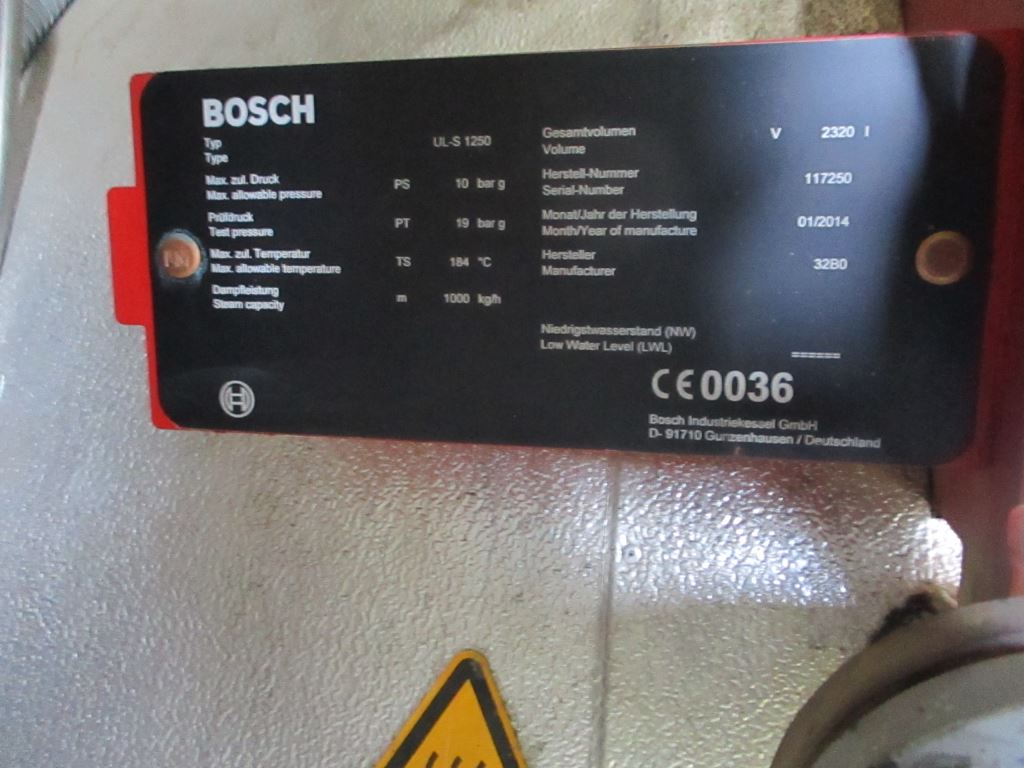 BOSCH
Typ
Type UL-S 1250
Max. zul. Druck
Max. allowable pressure PS 10 bar g
Prüfdruck
Test pressure PT 19 bar g
Max. zul. Temperatur
Max. allowable temperature TS 184 °C
Dampfleistung
Steam capacity m 1000 kg/h
Gesamtvolumen
Volume V 2320 l
Herstell-Nummer
Serial-Number 117250
Monat/Jahr der Herstellung
Month/Year of manufacture 01/2014
Hersteller
Manufacturer 32B0
Niedrigstwasserstand (NW)
Low Water Level (LWL) ------
CE 0036
Bosch Industriekessel GmbH
D- 91710 Gunzenhausen / Deutschland